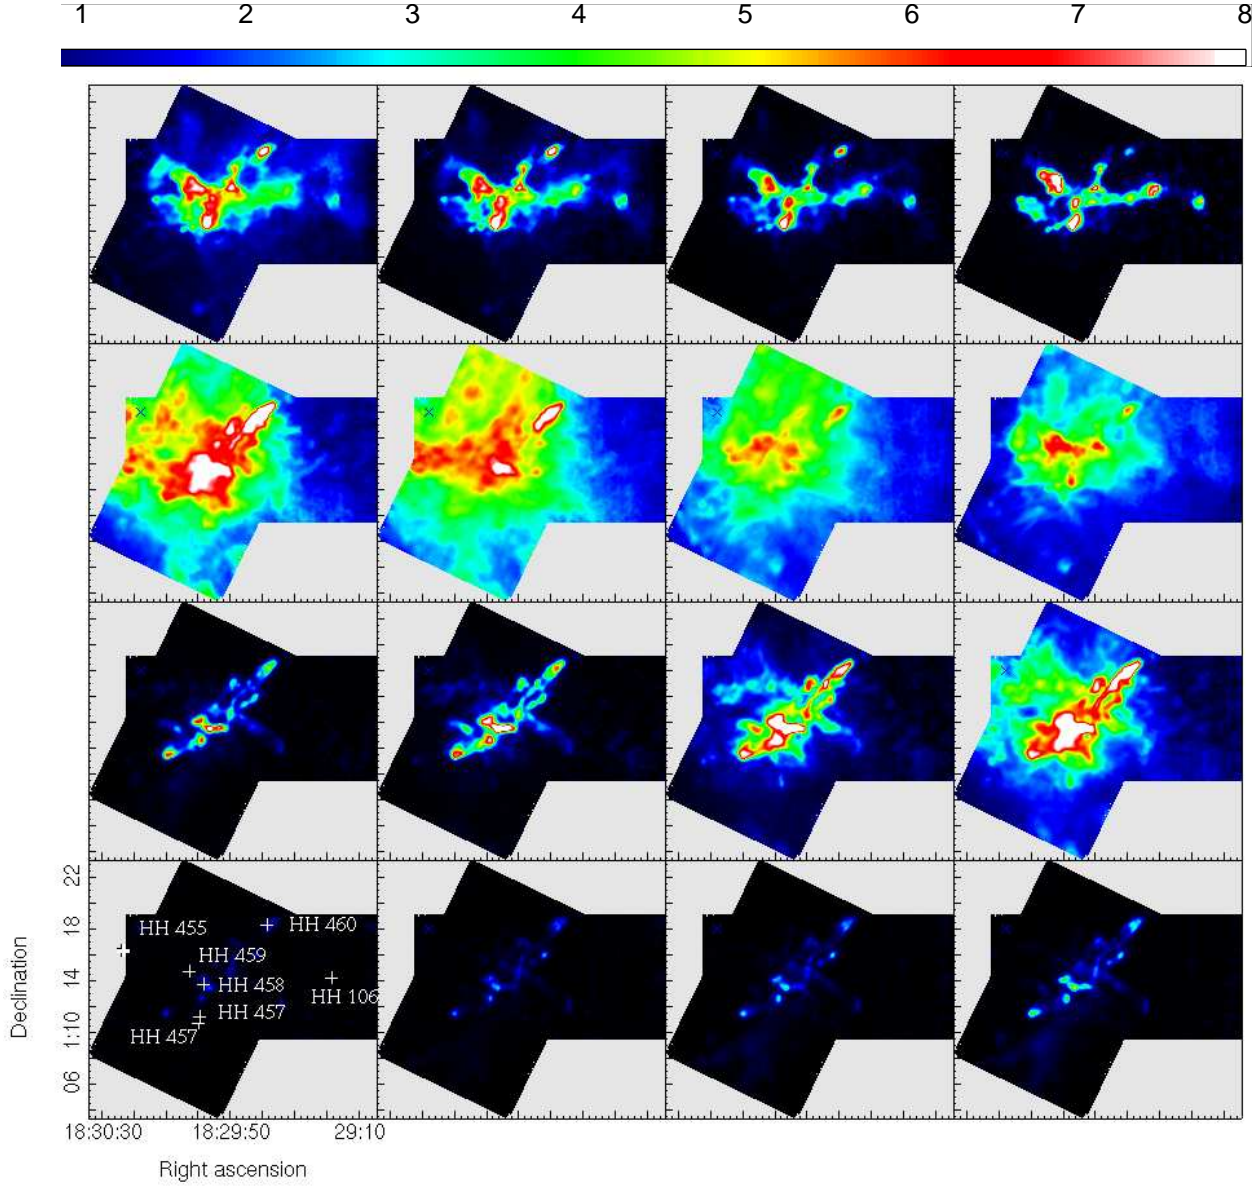 1 2 3 4 5 6 7 8
22
18
14
1:10
06
Declination
HH 455
HH 460
HH 459
HH 458
HH 106
HH 457
HH 457
18:30:30 18:29:50 29:10
Right ascension